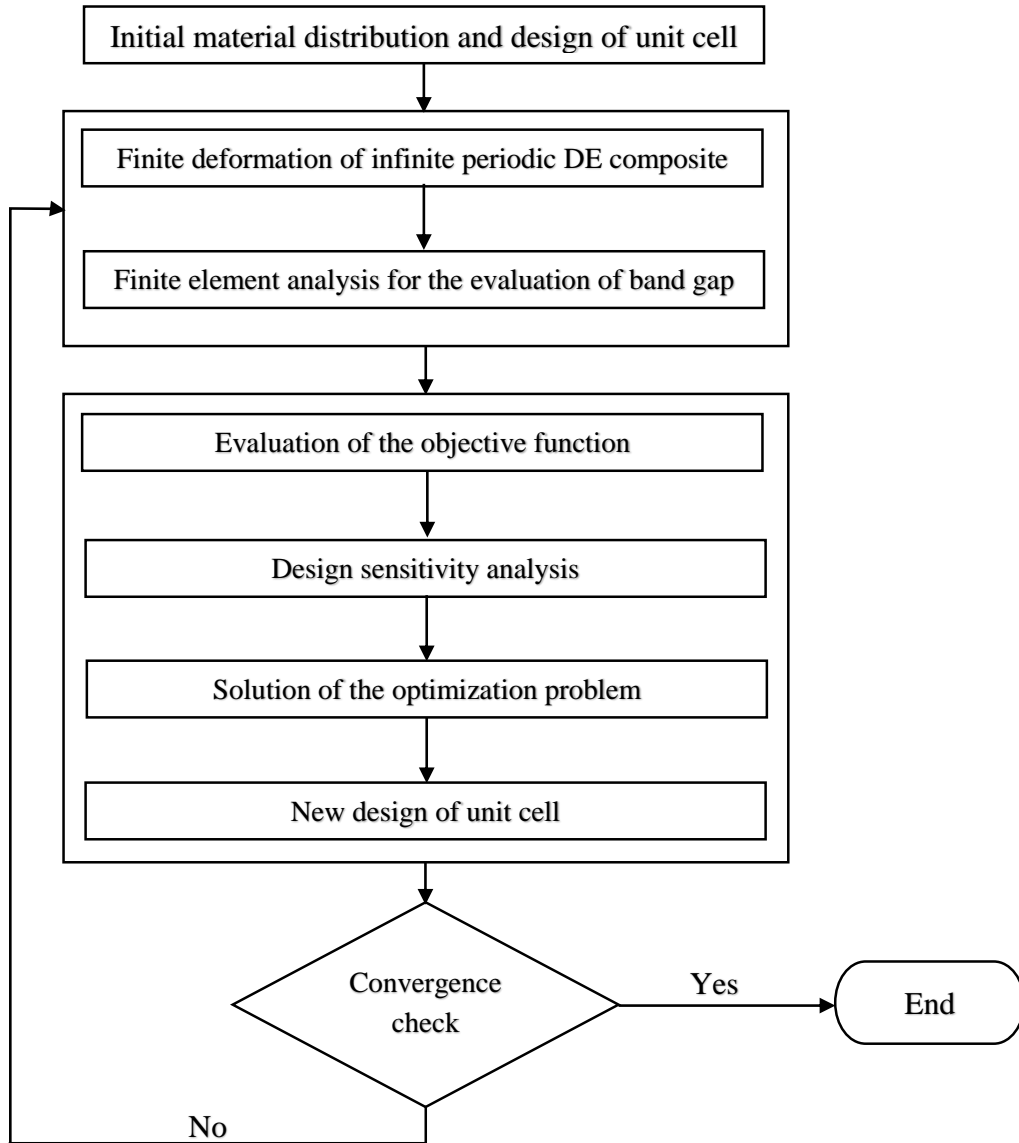 Initial material distribution and design of unit cell
Finite deformation of infinite periodic DE composite
Finite element analysis for the evaluation of band gap
Evaluation of the objective function
Design sensitivity analysis
Solution of the optimization problem
New design of unit cell
Convergence
check
Yes
End
No